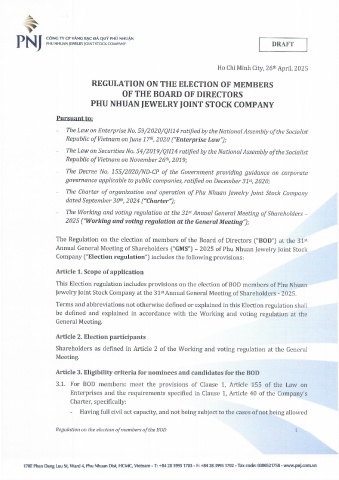 PNJ
CÔNG TY CP VÀNG BẠC ĐÁ QUÝ PHÚ NHUẬN
PHU NHUAN JEWELRY JOINT STOCK COMPANY
DRAFT
Ho Chi Minh City, 26th April, 2025
REGULATION ON THE ELECTION OF MEMBERS
OF THE BOARD OF DIRECTORS
PHU NHUAN JEWELRY JOINT STOCK COMPANY
Pursuant to:
- The Law on Enterprise No. 59/2020/QH14 ratified by the National Assembly of the Socialist
Republic of Vietnam on June 17th, 2020 ("Enterprise Law");
- The Law on Securities No. 54/2019/QH14 ratified by the National Assembly of the Socialist
Republic of Vietnam on November 26th, 2019;
- The Decree No. 155/2020/ND-CP of the Government providing guidance on corporate
governance applicable to public companies, ratified on December 31st, 2020;
- The Charter of organization and operation of Phu Nhuan Jewelry Joint Stock Company
dated September 30th, 2024 ("Charter");
- The Working and voting regulation at the 31st Annual General Meeting of Shareholders –
2025 ("Working and voting regulation at the General Meeting");
The Regulation on the election of members of the Board of Directors ("BOD") at the 31st
Annual General Meeting of Shareholders ("GMS") – 2025 of Phu Nhuan Jewelry Joint Stock
Company ("Election regulation") includes the following provisions:
Article 1. Scope of application
This Election regulation includes provisions on the election of BOD members of Phu Nhuan
Jewelry Joint Stock Company at the 31st Annual General Meeting of Shareholders - 2025.
Terms and abbreviations not otherwise defined or explained in this Election regulation shall
be defined and explained in accordance with the Working and voting regulation at the
General Meeting.
Article 2. Election participants
Shareholders as defined in Article 2 of the Working and voting regulation at the General
Meeting.
Article 3. Eligibility criteria for nominees and candidates for the BOD
3.1. For BOD members: meet the provisions of Clause 1, Article 155 of the Law on
Enterprises and the requirements specified in Clause 1, Article 40 of the Company's
Charter, specifically:
- Having full civil act capacity, and not being subject to the cases of not being allowed
Regulation on the election of members of the BOD
1
170E Phan Dang Luu St, Ward 4, Phu Nhuan Dist, HCMC, Vietnam - T: +84 28 3995 1703 - F: +84 28 3995 1702 - Tax code: 0300521758 - www.pnj.com.vn